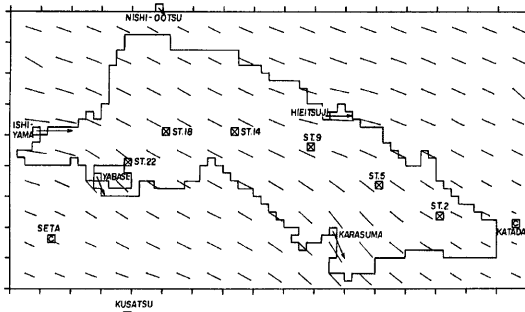 NISHI-OOTSU
ISHI-
YAMA
HIEITSUJI
ST.18
ST.14
ST.9
ST.22
YABASE
ST.5
ST.2
SETA
KARASUMA
KATADA
KUSATSU